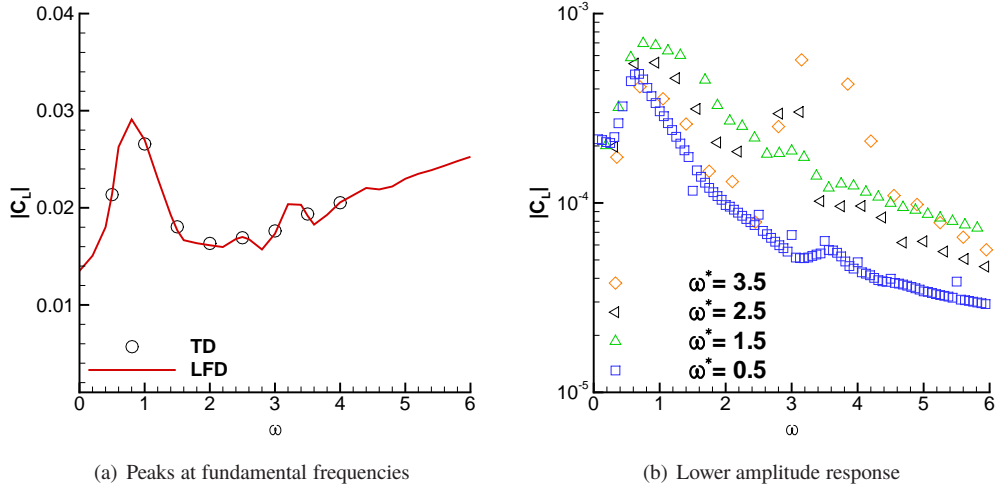 0.04
0.03
0.02
0.01
|C_L|
0 1 2 3 4 5 6
ω
TD
LFD
(a) Peaks at fundamental frequencies
10^-3
10^-4
10^-5
|C_L|
0 1 2 3 4 5 6
ω
ω* = 3.5
ω* = 2.5
ω* = 1.5
ω* = 0.5
(b) Lower amplitude response